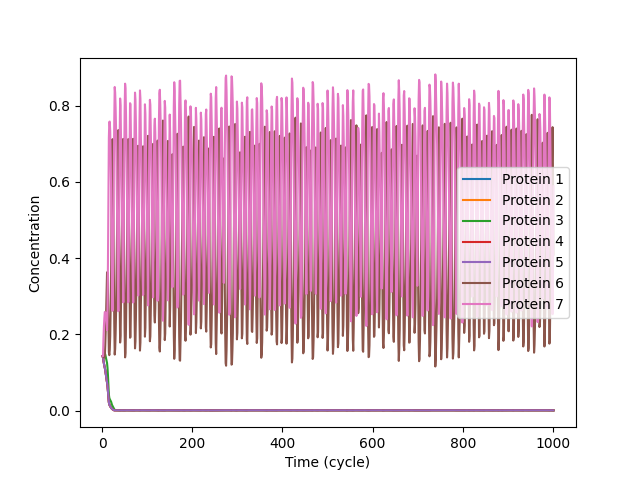 0.8
0.6
0.4
0.2
0.0
Concentration
0
200
400
600
800
1000
Time (cycle)
Protein 1
Protein 2
Protein 3
Protein 4
Protein 5
Protein 6
Protein 7